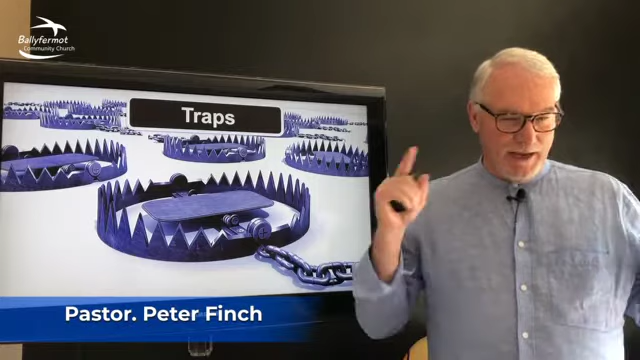 Ballyfermot
Community Church
Traps
Pastor. Peter Finch